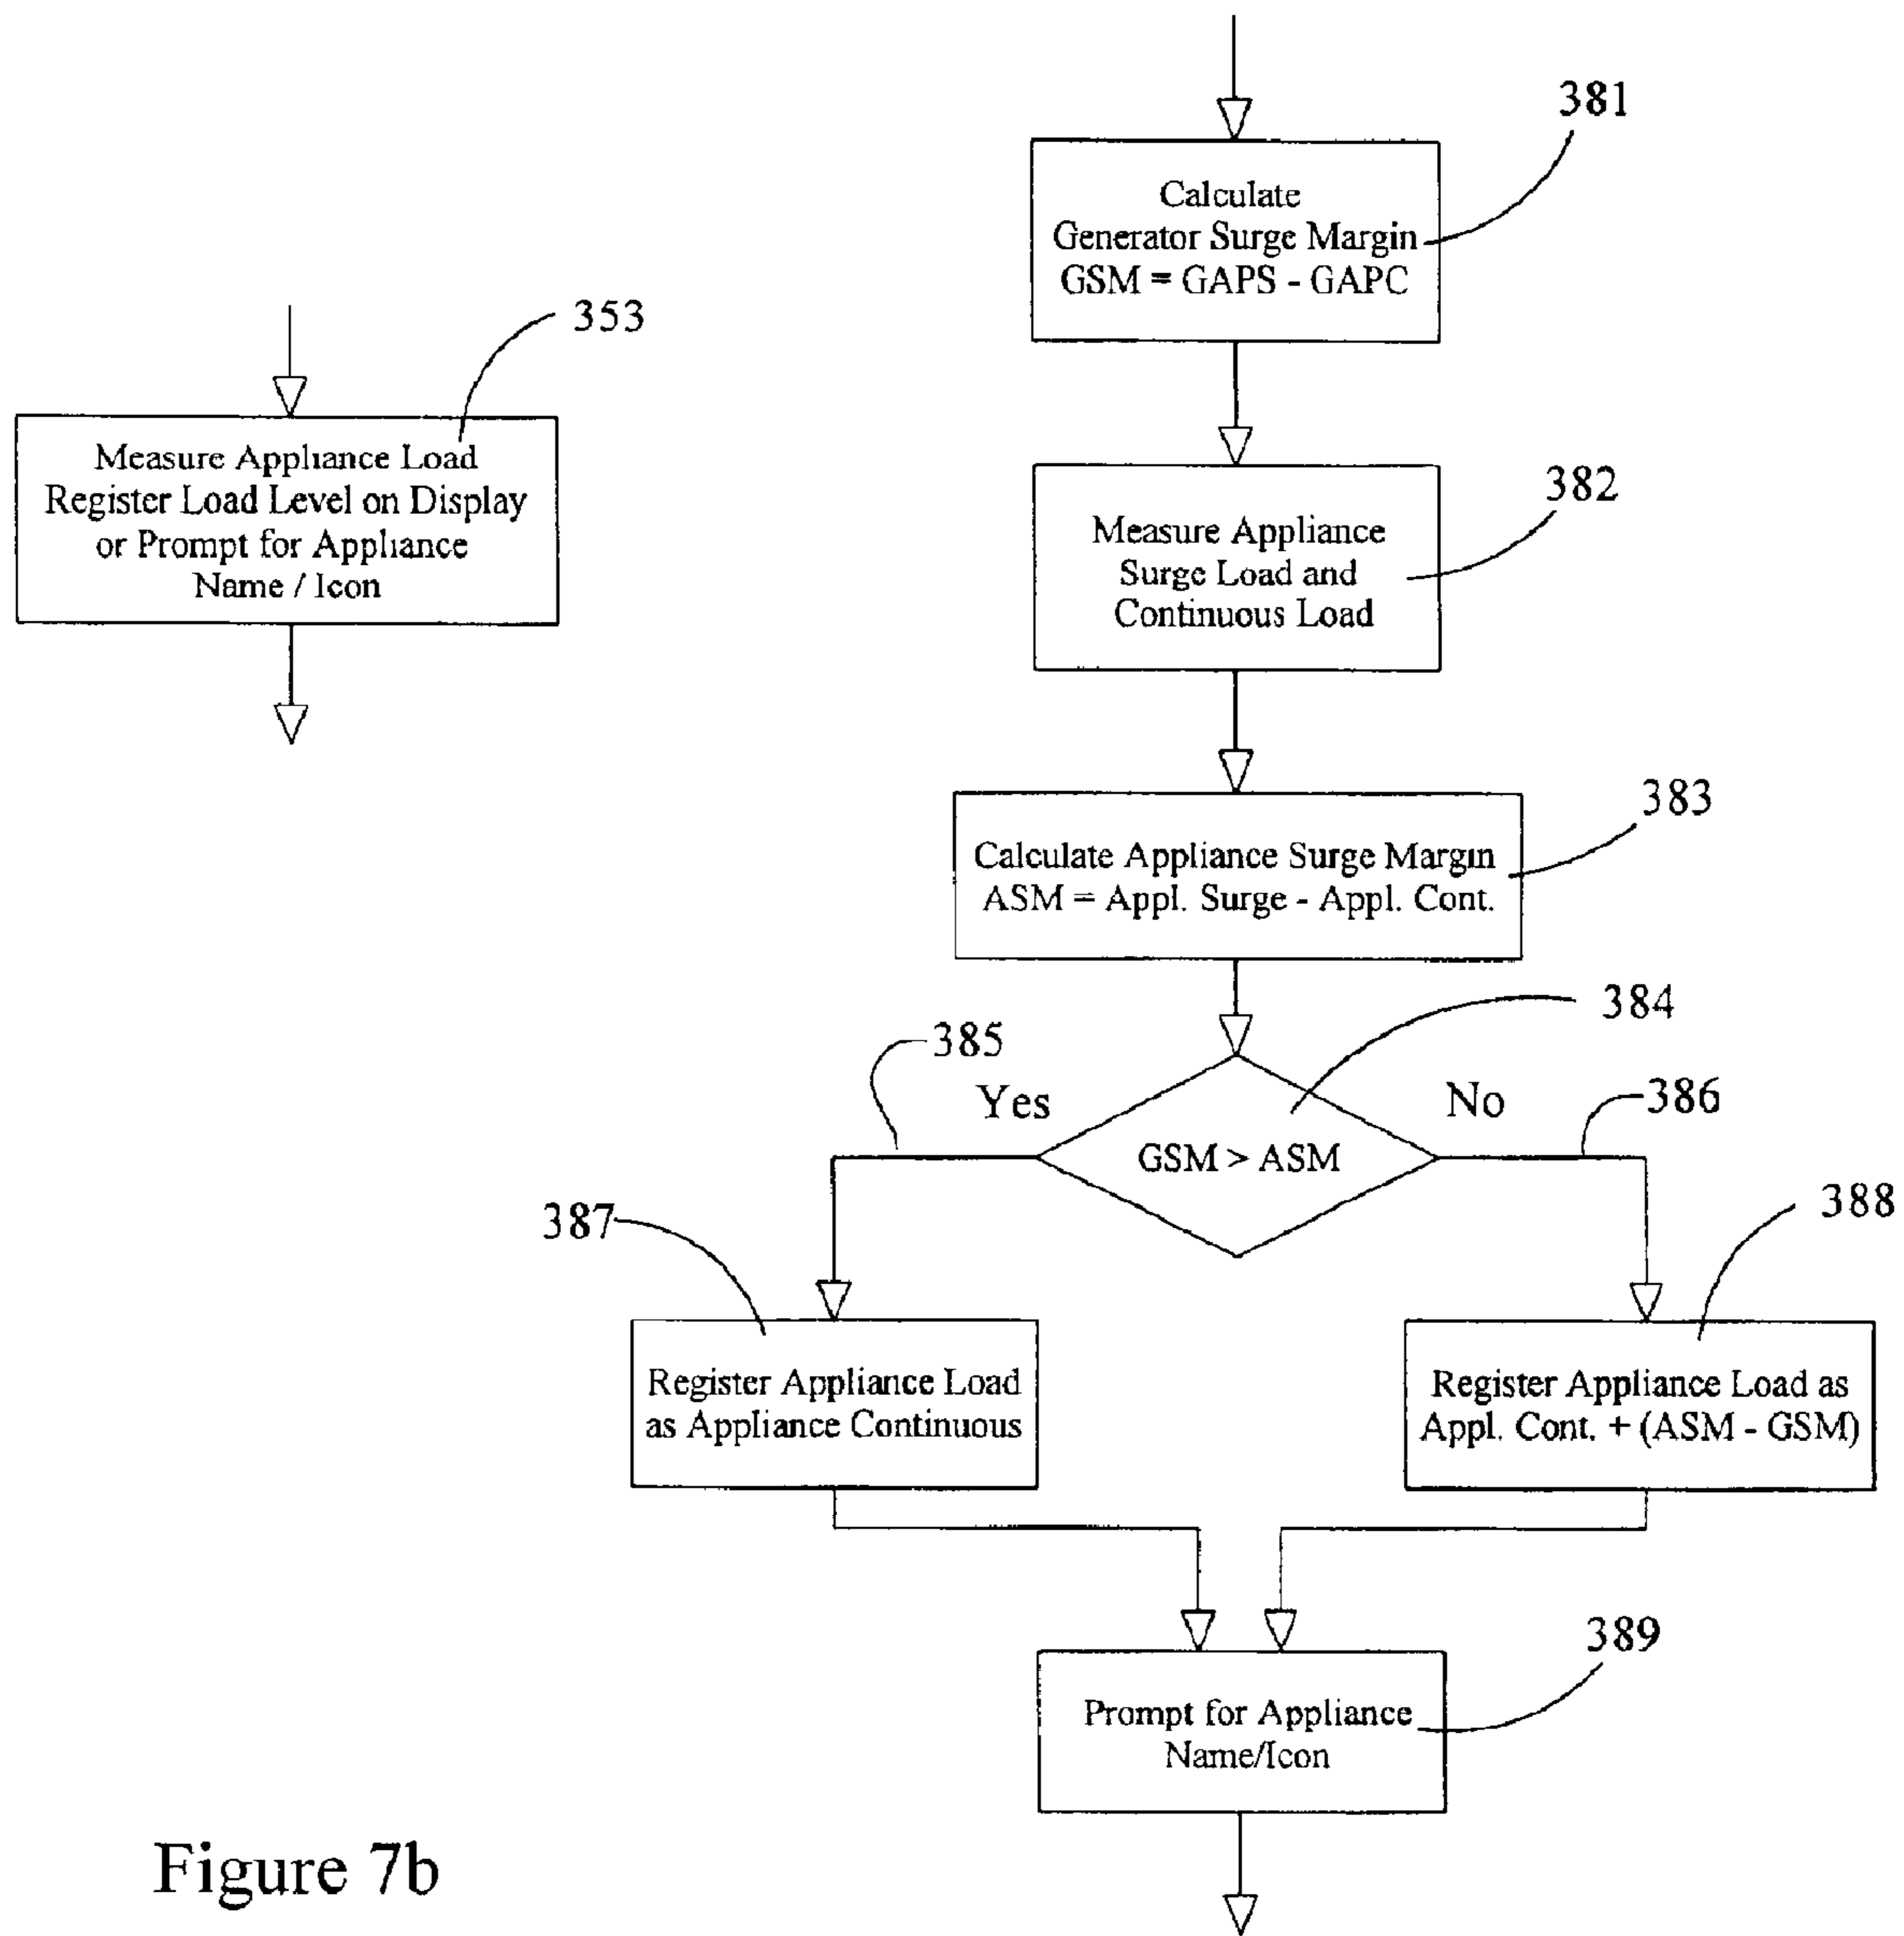 381
Calculate
Generator Surge Margin
GSM = GAPS - GAPC
353
Measure Appliance Load
Register Load Level on Display
or Prompt for Appliance
Name / Icon
382
Measure Appliance
Surge Load and
Continuous Load
383
Calculate Appliance Surge Margin
ASM = Appl. Surge - Appl. Cont.
384
385
Yes
No
386
GSM > ASM
387
388
Register Appliance Load
as Appliance Continuous
Register Appliance Load as
Appl. Cont. + (ASM - GSM)
389
Prompt for Appliance
Name/Icon
Figure 7b